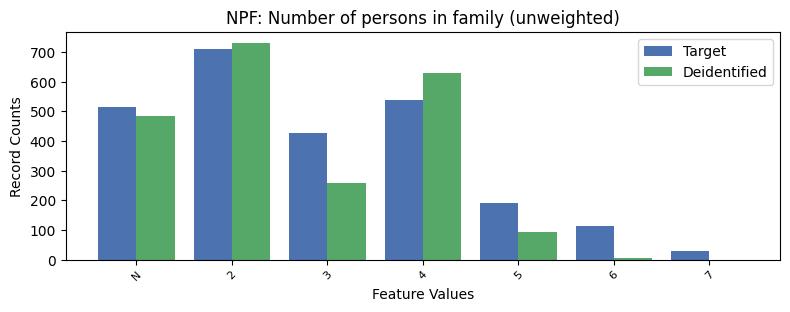 NPF: Number of persons in family (unweighted)
Target
Deidentified
Record Counts
700
600
500
400
300
200
100
0
N 2 3 4 5 6 7
Feature Values